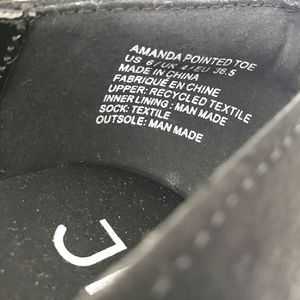 AMANDA POINTED TOE
US 6/UK 4/EU 36.5
MADE IN CHINA
FABRIQUÉ EN CHINE
UPPER: RECYCLED TEXTILE
INNER LINING: MAN MADE
SOCK: TEXTILE
OUTSOLE: MAN MADE